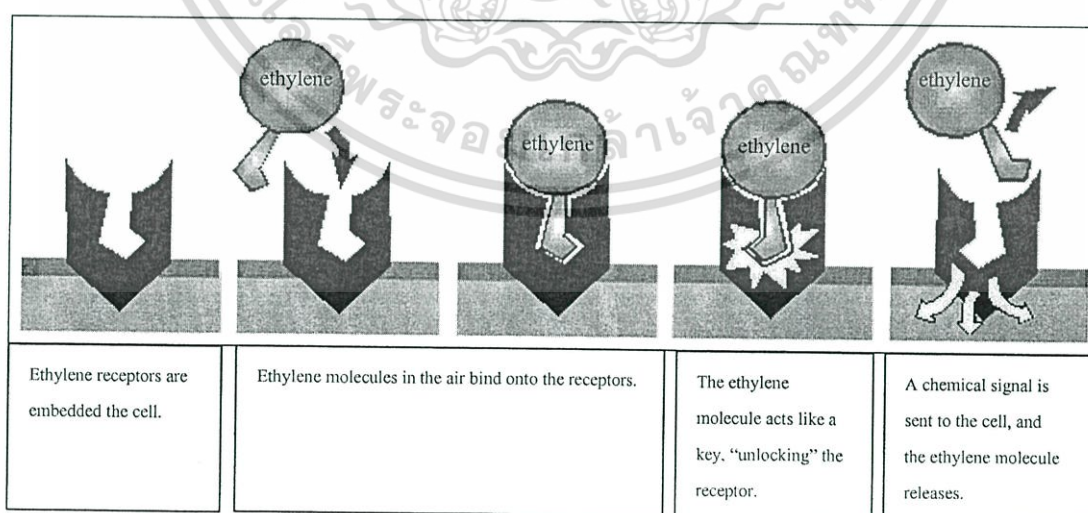 ethylene
ethylene
ethylene
ethylene
Ethylene receptors are
embedded the cell.
Ethylene molecules in the air bind onto the receptors.
The ethylene
molecule acts like a
key. “unlocking” the
receptor.
A chemical signal is
sent to the cell, and
the ethylene molecule
releases.